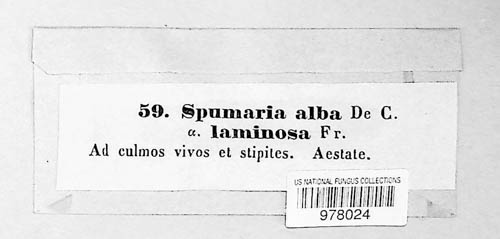 59. Spumaria alba De C.
α. laminosa Fr.
Ad culmos vivos et stipites. Aestate.
US NATIONAL FUNGUS COLLECTIONS
978024